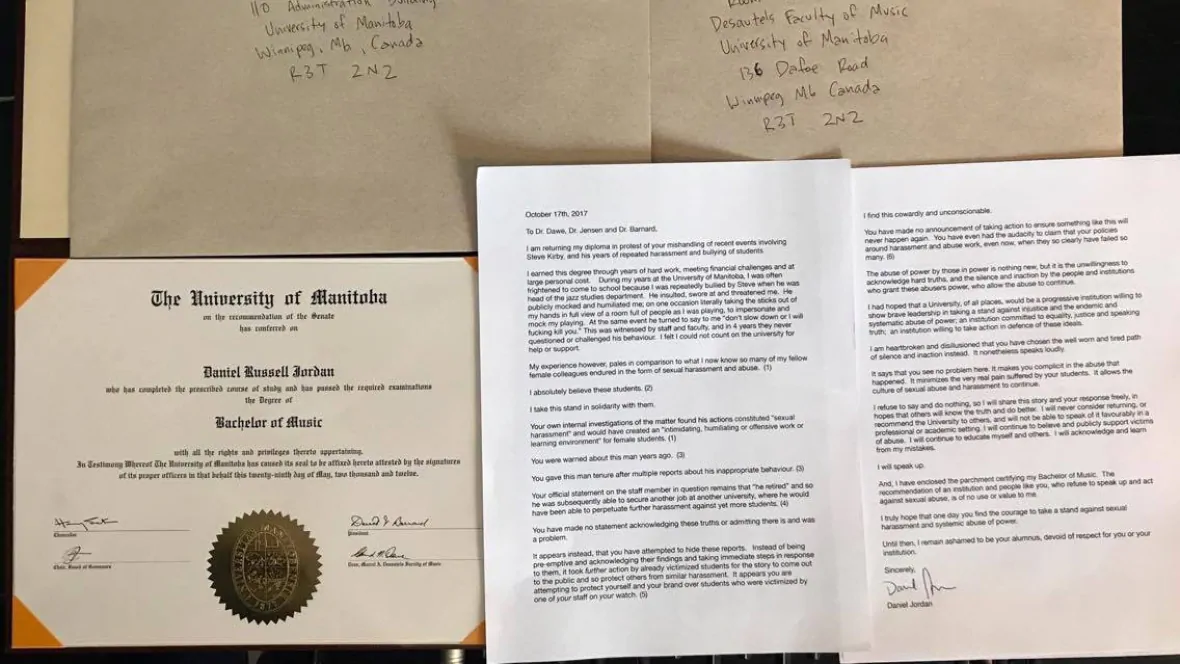 110 Administration Building
University of Manitoba
Winnipeg, Mb, Canada
R3T 2N2
Desautels Faculty of Music
University of Manitoba
136 Dafoe Road
Winnipeg Mb Canada
R3T 2N2
The University of Manitoba
on the recommendation of the Senate
has conferred on
Daniel Russell Jordan
who has completed the prescribed course of study and has passed the required examinations
the Degree of
Bachelor of Music
with all the rights and privileges thereto appertaining.
In Testimony Whereof The University of Manitoba has caused its seal to be affixed hereto attested by the signatures
of its proper officers in that behalf this twenty-ninth day of May, two thousand and twelve.
Chancellor
President
Chair, Board of Governors
Dean, Marcel A. Desautels Faculty of Music
October 17th, 2017
To Dr. Dawe, Dr. Jensen and Dr. Barnard,
I am returning my diploma in protest of your mishandling of recent events involving
Steve Kirby, and his years of repeated harassment and bullying of students.
I earned this degree through years of hard work, meeting financial challenges and at
large personal cost. During my years at the University of Manitoba, I was often
frightened to come to school because I was repeatedly bullied by Steve when he was
head of the jazz studies department. He insulted, swore at and threatened me. He
publicly mocked and humiliated me; on one occasion literally taking the sticks out of
my hands in full view of a room full of people as I was playing, to impersonate and
mock my playing. At the same event he turned to say to me "don't slow down or I will
fucking kill you." This was witnessed by staff and faculty, and in 4 years they never
questioned or challenged his behaviour. I felt I could not count on the university for
help or support.
My experience however, pales in comparison to what I now know so many of my fellow
female colleagues endured in the form of sexual harassment and abuse. (1)
I absolutely believe these students. (2)
I take this stand in solidarity with them.
Your own internal investigations of the matter found his actions constituted "sexual
harassment" and would have created an "intimidating, humiliating or offensive work or
learning environment" for female students. (1)
You were warned about this man years ago. (3)
You gave this man tenure after multiple reports about his inappropriate behaviour. (3)
Your official statement on the staff member in question remains that "he retired" and so
he was subsequently able to secure another job at another university, where he would
have been able to perpetuate further harassment against yet more students. (4)
You have made no statement acknowledging these truths or admitting there is and was
a problem.
It appears instead, that you have attempted to hide these reports. Instead of being
pre-emptive and acknowledging their findings and taking immediate steps in response
to them, it took further action by already victimized students for the story to come out
to the public and so protect others from similar harassment. It appears you are
attempting to protect yourself and your brand over students who were victimized by
one of your staff on your watch. (5)
I find this cowardly and unconscionable.
You have made no announcement of taking action to ensure something like this will
never happen again. You have even had the audacity to claim that your policies
around harassment and abuse work, even now, when they so clearly have failed so
many. (6)
The abuse of power by those in power is nothing new, but it is the unwillingness to
acknowledge hard truths, and the silence and inaction by the people and institutions
who grant these abusers power, who allow the abuse to continue.
I had hoped that a University, of all places, would be a progressive institution willing to
show brave leadership in taking a stand against injustice and the endemic and
systematic abuse of power; an institution committed to equality, justice and speaking
truth; an institution willing to take action in defence of these ideals.
I am heartbroken and disillusioned that you have chosen the well worn and tired path
of silence and inaction instead. It nonetheless speaks loudly.
It says that you see no problem here. It makes you complicit in the abuse that
happened. It minimizes the very real pain suffered by your students. It allows the
culture of sexual abuse and harassment to continue.
I refuse to say and do nothing, so I will share this story and your response freely, in
hopes that others will know the truth and do better. I will never consider returning, or
recommend the University to others, and will not be able to speak of it favourably in a
professional or academic setting. I will continue to believe and publicly support victims
of abuse. I will continue to educate myself and others. I will acknowledge and learn
from my mistakes.
I will speak up.
And, I have enclosed the parchment certifying my Bachelor of Music. The
recommendation of an institution and people like you, who refuse to speak up and act
against sexual abuse, is of no use or value to me.
I truly hope that one day you find the courage to take a stand against sexual
harassment and systemic abuse of power.
Until then, I remain ashamed to be your alumnus, devoid of respect for you or your
institution.
Sincerely,
Daniel Jordan